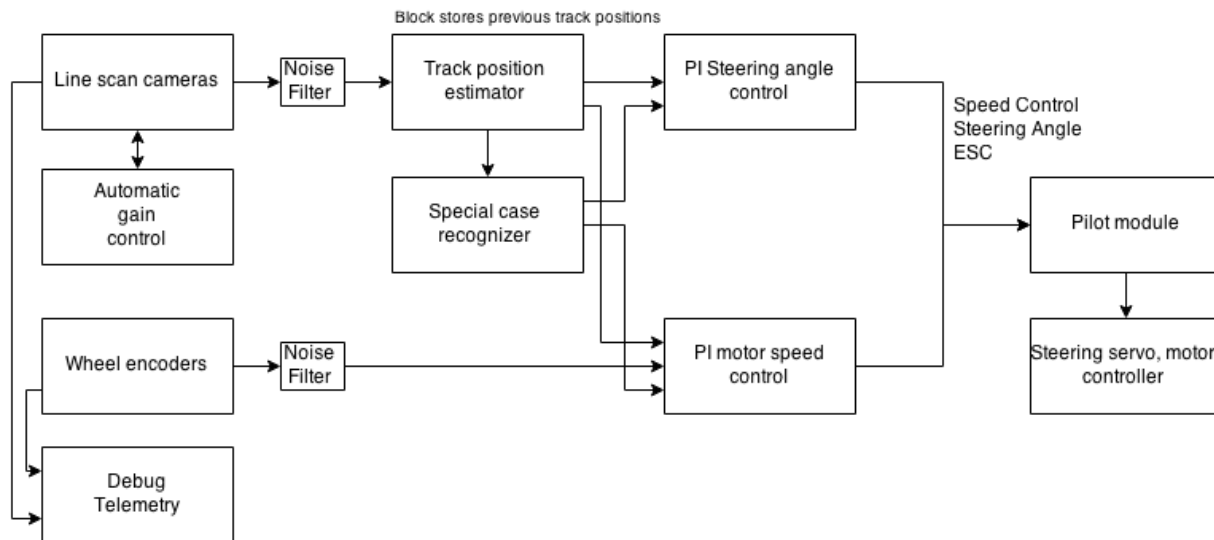 Block stores previous track positions
Line scan cameras
Noise
Filter
Track position
estimator
PI Steering angle
control
Speed Control
Steering Angle
ESC
Automatic
gain
control
Special case
recognizer
Pilot module
Wheel encoders
Noise
Filter
PI motor speed
control
Steering servo, motor
controller
Debug
Telemetry